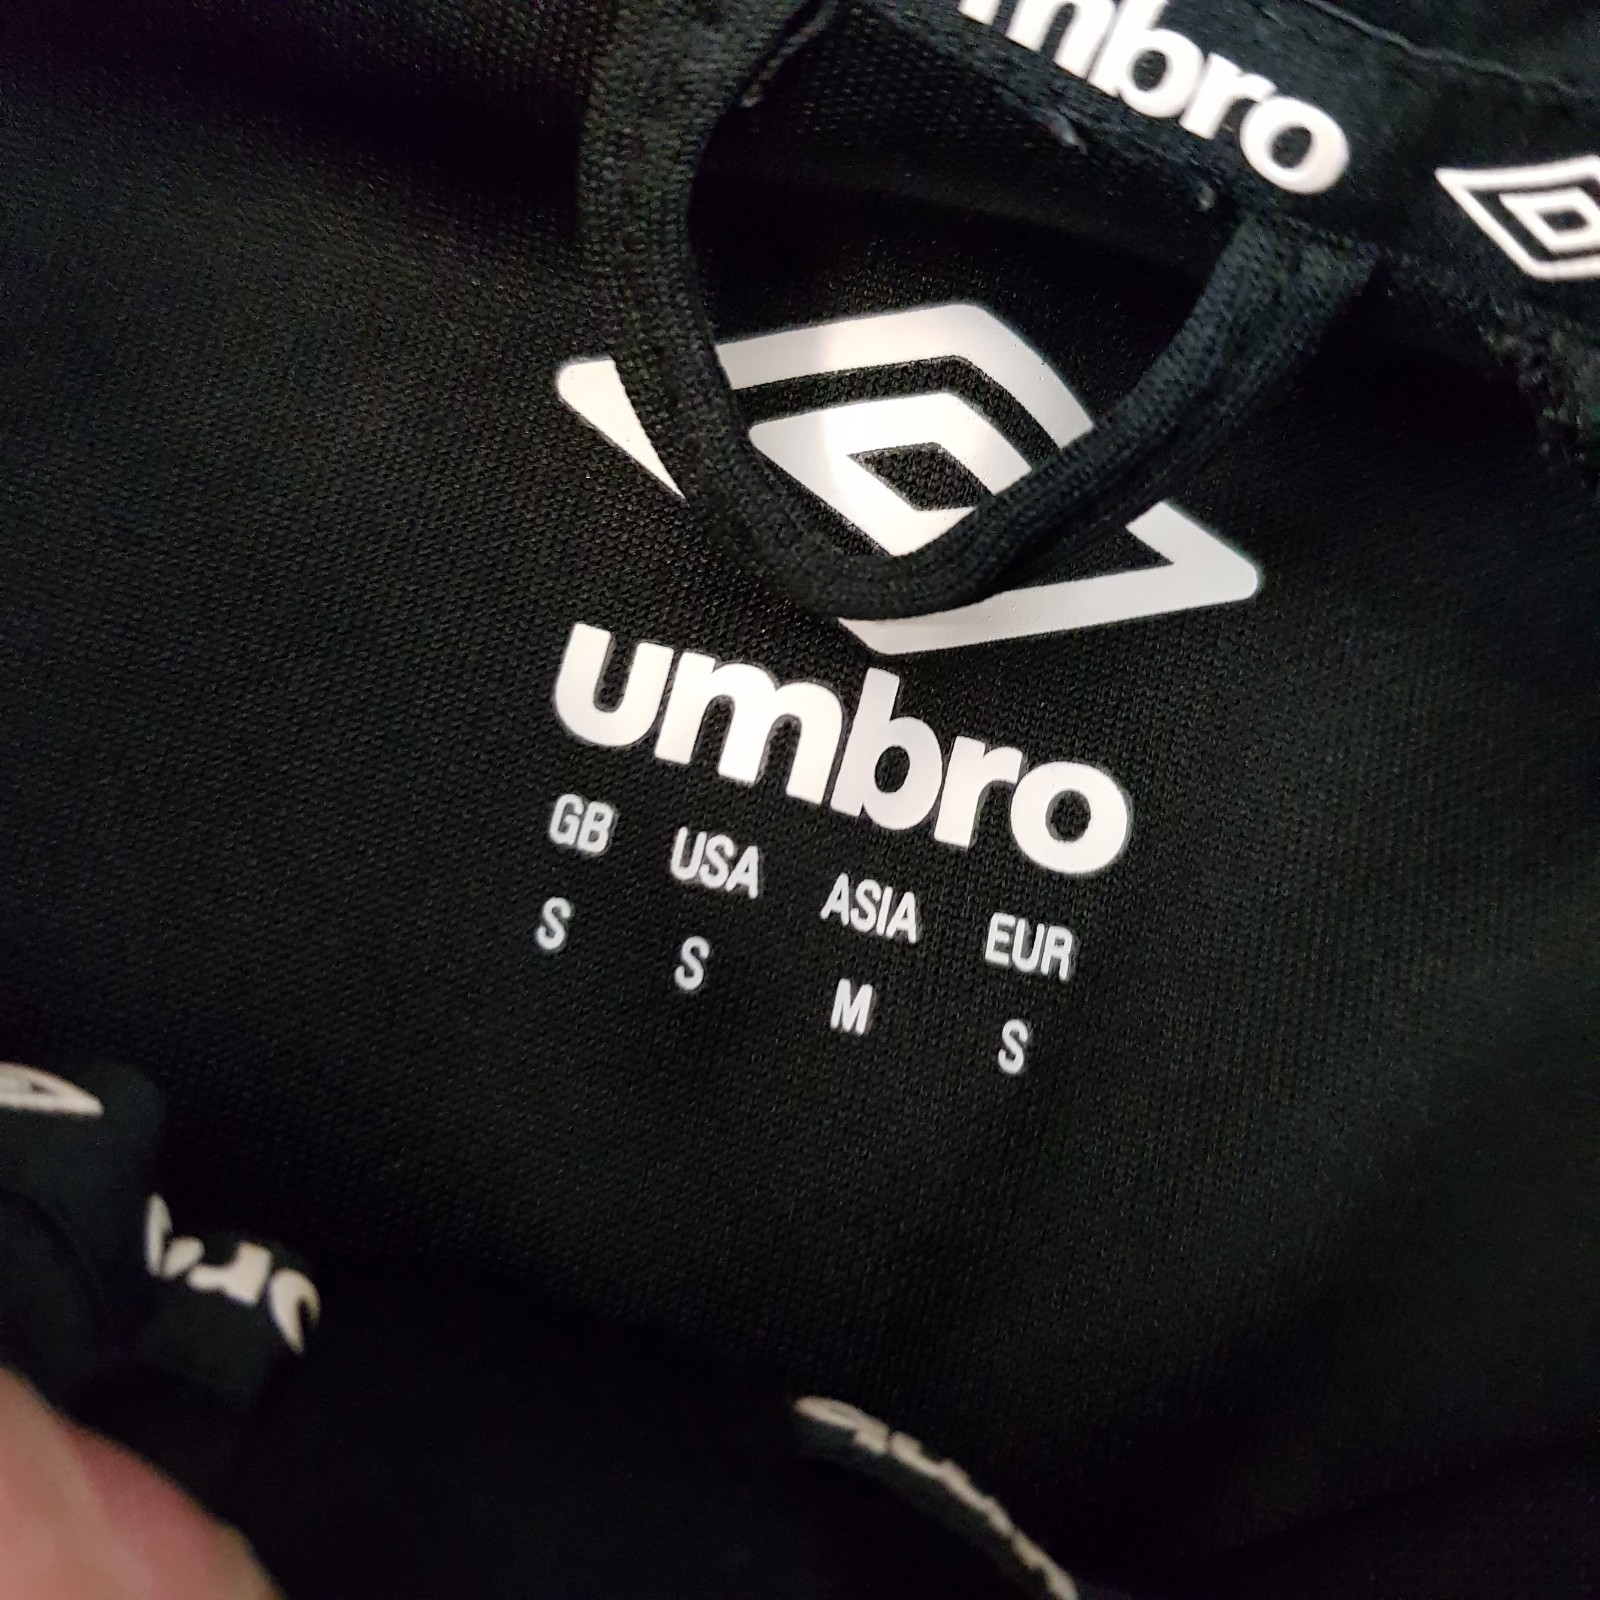 umbro
umbro
GB USA ASIA EUR
S S M S